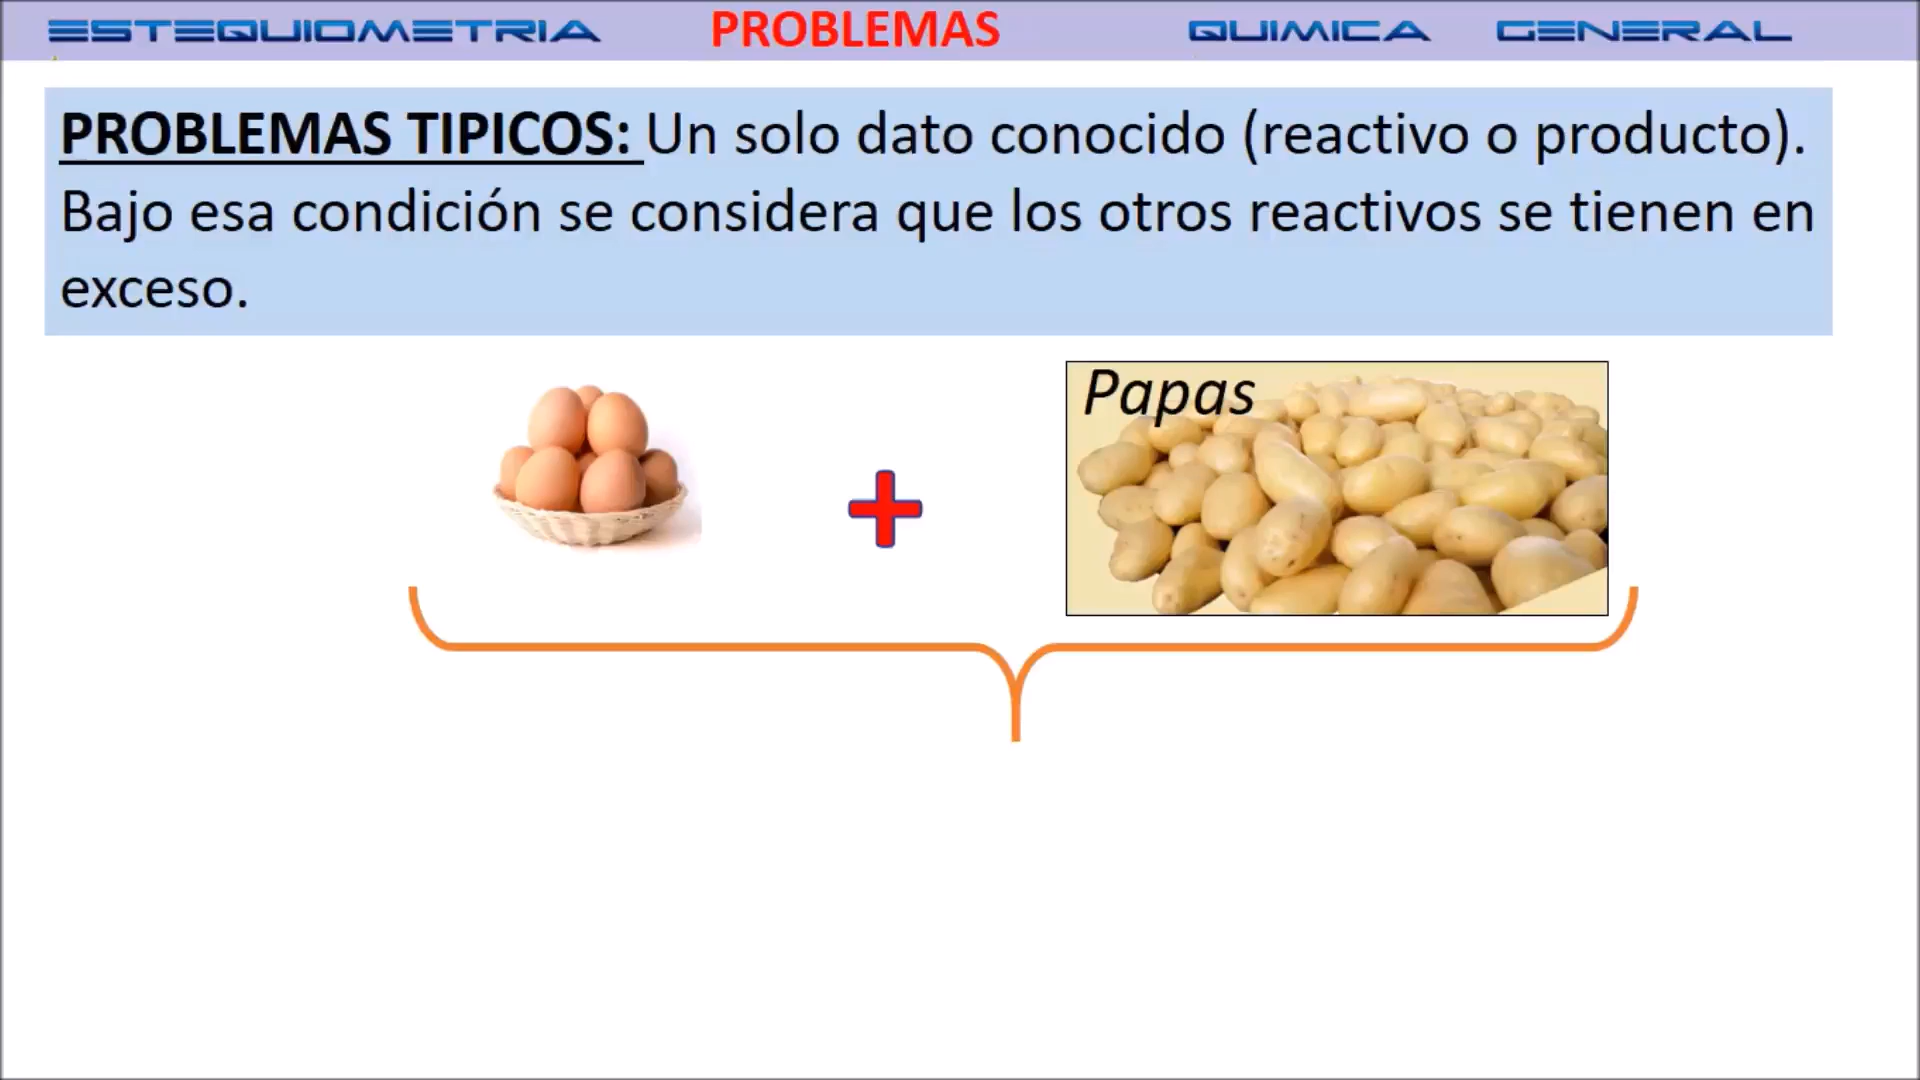 ESTEQUIOMETRIA PROBLEMAS QUIMICA GENERAL
PROBLEMAS TIPICOS: Un solo dato conocido (reactivo o producto).
Bajo esa condición se considera que los otros reactivos se tienen en
exceso.
Papas